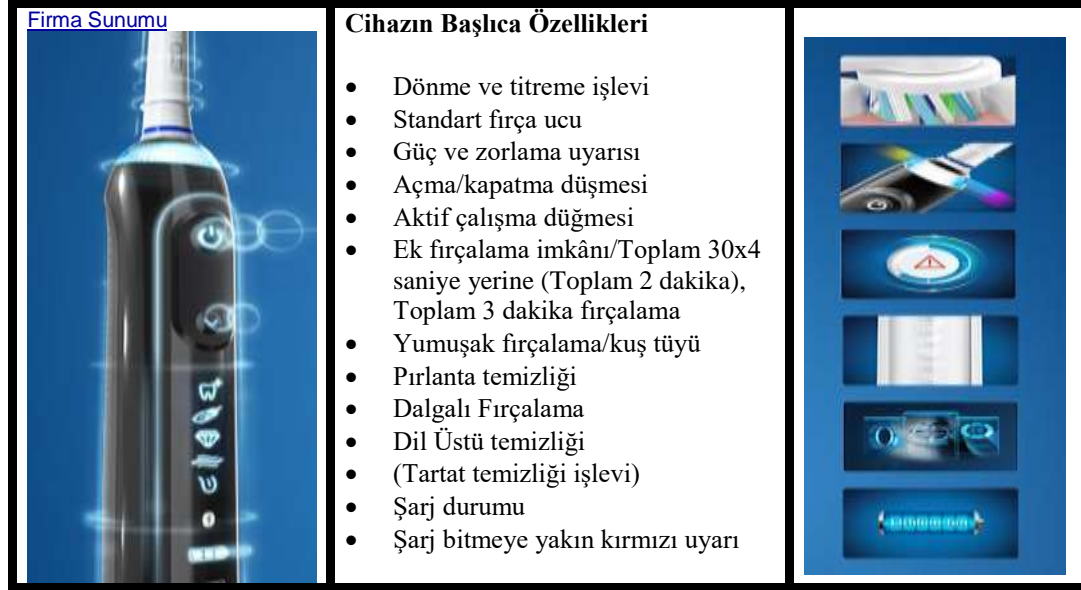 Firma Sunumu
Cihazın Başlıca Özellikleri
• Dönme ve titreme işlevi
• Standart fırça ucu
• Güç ve zorlama uyarısı
• Açma/kapatma düşmesi
• Aktif çalışma düğmesi
• Ek fırçalama imkânı/Toplam 30x4
saniye yerine (Toplam 2 dakika),
Toplam 3 dakika fırçalama
• Yumuşak fırçalama/kuş tüyü
• Pırlanta temizliği
• Dalgalı Fırçalama
• Dil Üstü temizliği
• (Tartat temizliği işlevi)
• Şarj durumu
• Şarj bitmeye yakın kırmızı uyarı